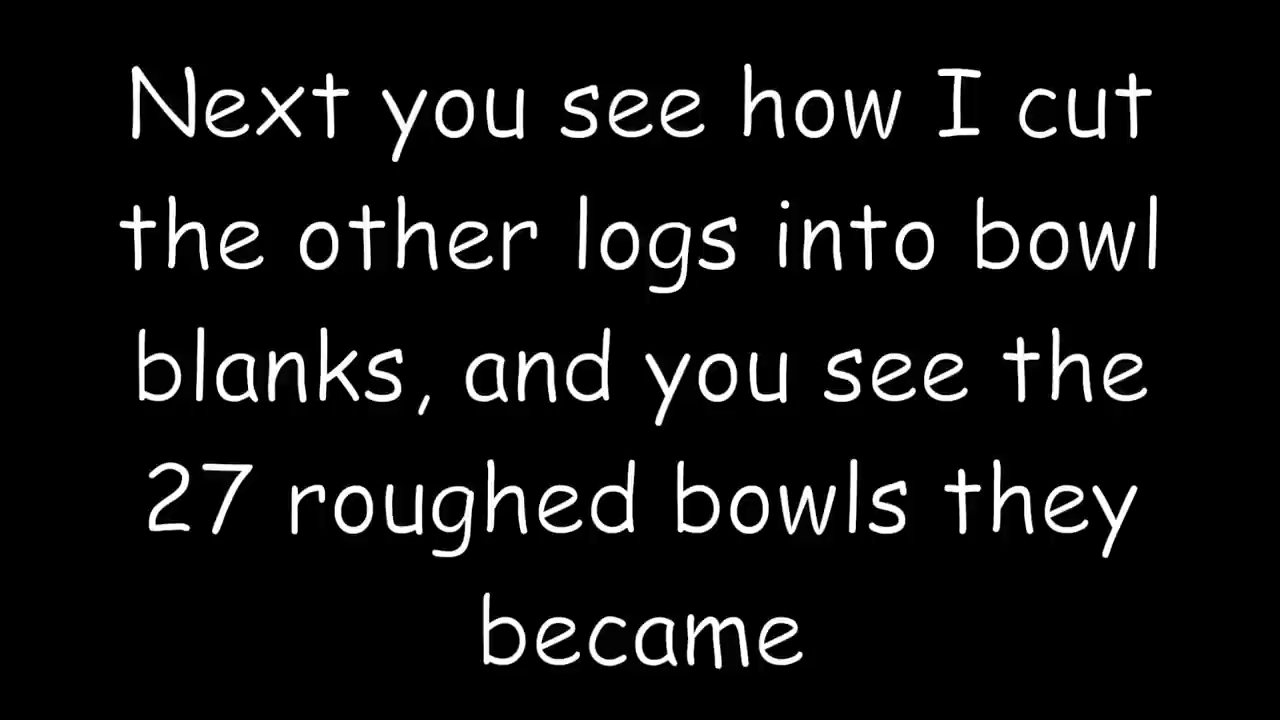 Next you see how I cut
the other logs into bowl
blanks, and you see the
27 roughed bowls they
became